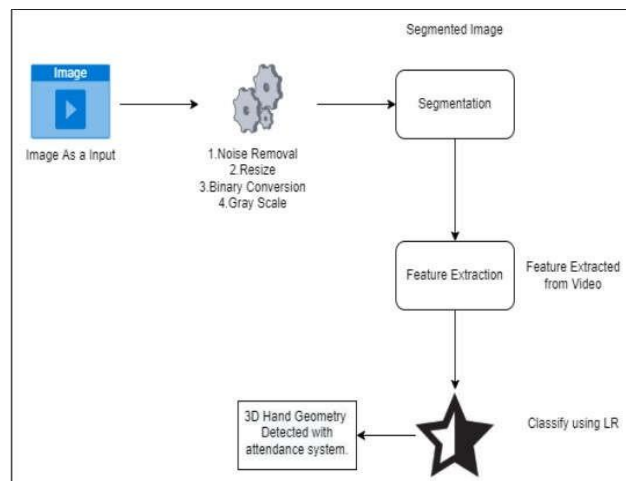 Segmented Image
Image
Segmentation
Image As a Input
1.Noise Removal
2.Resize
3.Binary Conversion
4.Gray Scale
Feature Extraction
Feature Extracted
from Video
3D Hand Geometry
Detected with
attendance system.
Classify using LR